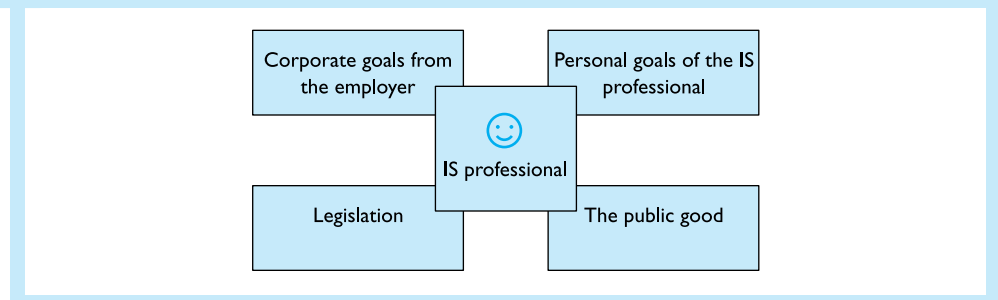 Corporate goals from
the employer
Personal goals of the IS
professional
IS professional
Legislation
The public good